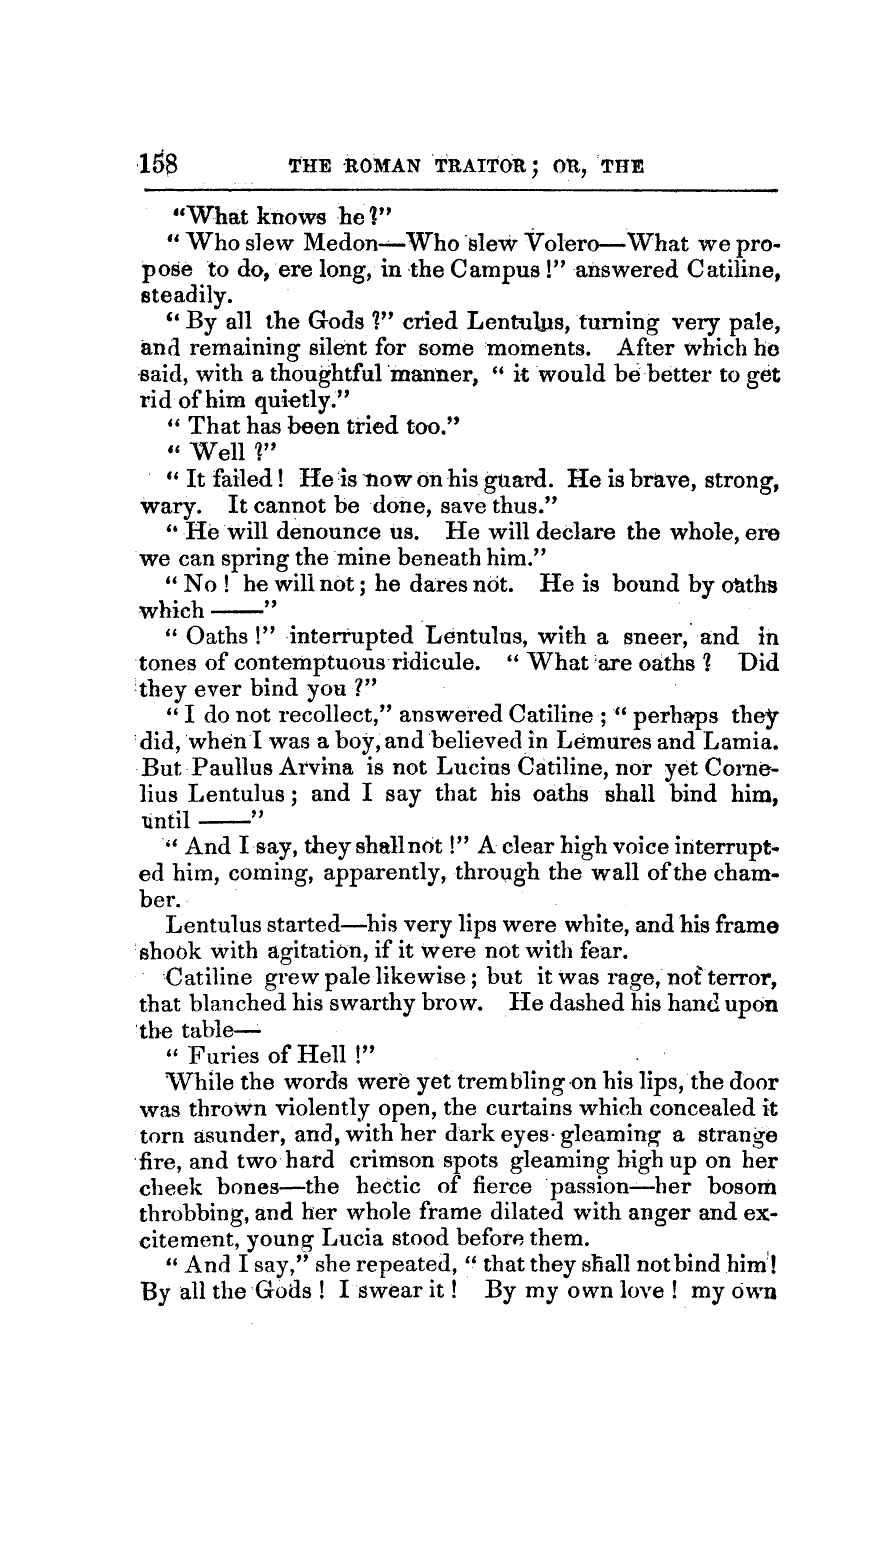 158 THE ROMAN TRAITOR; OR, THE
"What knows he?"
"Who slew Medon—Who slew Volero—What we pro-
pose to do, ere long, in the Campus!" answered Catiline,
steadily.
"By all the Gods?" cried Lentulus, turning very pale,
and remaining silent for some moments. After which he
said, with a thoughtful manner, "it would be better to get
rid of him quietly."
"That has been tried too."
"Well?"
"It failed! He is now on his guard. He is brave, strong,
wary. It cannot be done, save thus."
"He will denounce us. He will declare the whole, ere
we can spring the mine beneath him."
"No! he will not; he dares not. He is bound by oaths
which ——"
"Oaths!" interrupted Lentulus, with a sneer, and in
tones of contemptuous ridicule. "What are oaths? Did
they ever bind you?"
"I do not recollect," answered Catiline; "perhaps they
did, when I was a boy, and believed in Lemures and Lamia.
But Paullus Arvina is not Lucius Catiline, nor yet Corne-
lius Lentulus; and I say that his oaths shall bind him,
until ——"
"And I say, they shall not!" A clear high voice interrupt-
ed him, coming, apparently, through the wall of the cham-
ber.
Lentulus started—his very lips were white, and his frame
shook with agitation, if it were not with fear.
Catiline grew pale likewise; but it was rage, not terror,
that blanched his swarthy brow. He dashed his hand upon
the table—
"Furies of Hell!"
While the words were yet trembling on his lips, the door
was thrown violently open, the curtains which concealed it
torn asunder, and, with her dark eyes gleaming a strange
fire, and two hard crimson spots gleaming high up on her
cheek bones—the hectic of fierce passion—her bosom
throbbing, and her whole frame dilated with anger and ex-
citement, young Lucia stood before them.
"And I say," she repeated, "that they shall not bind him!
By all the Gods! I swear it! By my own love! my own